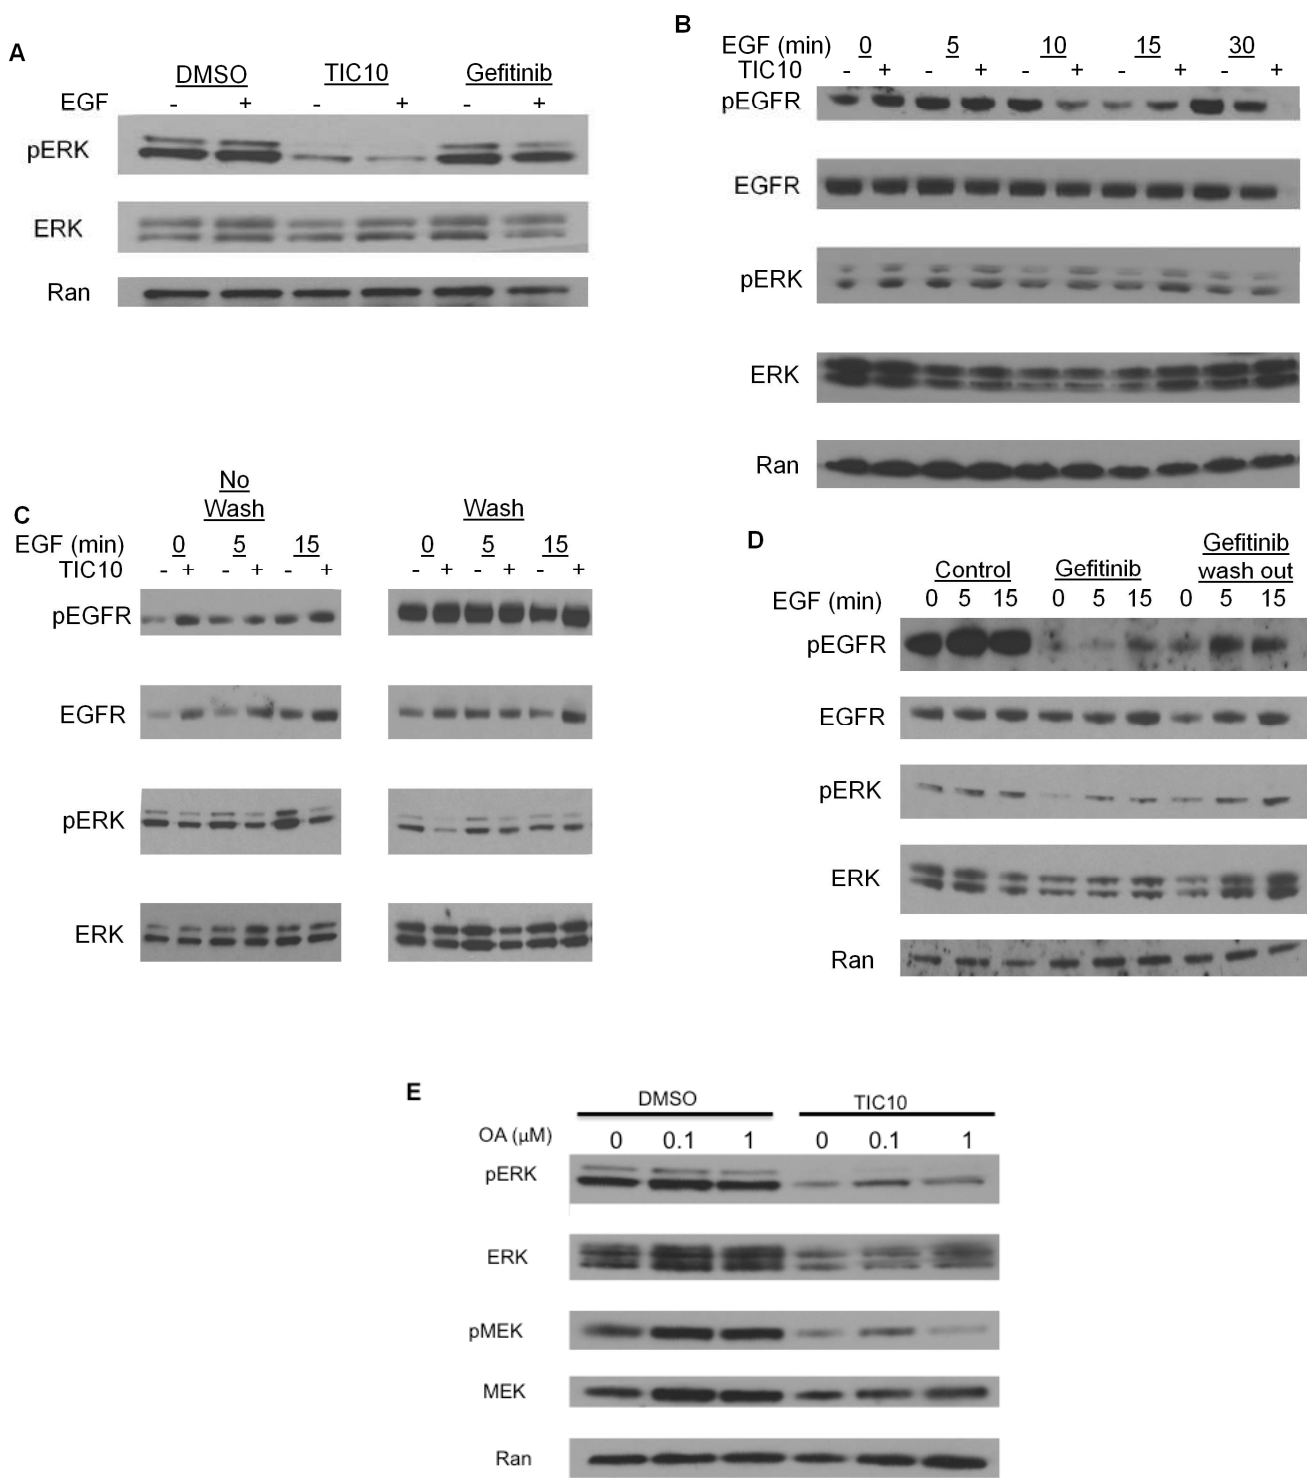 A
DMSO TIC10 Gefitinib
EGF - + - + - +
pERK
ERK
Ran
B
EGF (min) 0 5 10 15 30
TIC10 - + - + - + - + - +
pEGFR
EGFR
pERK
ERK
Ran
C
No
Wash
Wash
EGF (min) 0 5 15 0 5 15
TIC10 - + - + - + - + - + - +
pEGFR
EGFR
pERK
ERK
D
Control Gefitinib Gefitinib
wash out
EGF (min) 0 5 15 0 5 15 0 5 15
pEGFR
EGFR
pERK
ERK
Ran
E
DMSO TIC10
OA (µM) 0 0.1 1 0 0.1 1
pERK
ERK
pMEK
MEK
Ran